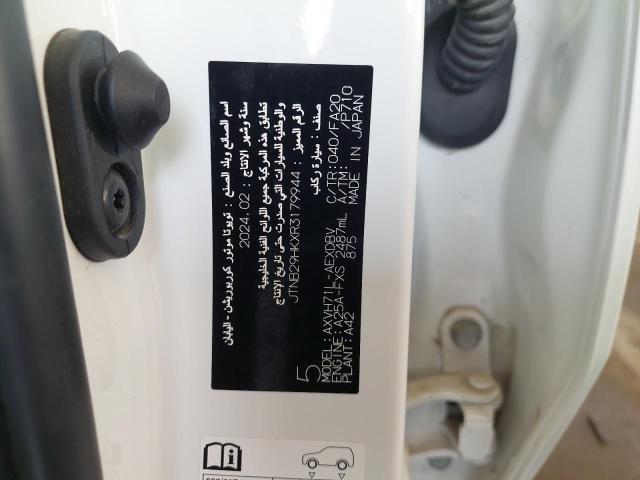 اسم الصانع وبلد الصنع : تويوتا موتور كوربوريشن - اليابان
سنة وشهر الإنتاج : 2024.02
تطابق هذه المركبة جميع اللوائح الفنية الخليجية
والوطنية للسيارات التي صدرت حتى تاريخ الإنتاج
الرقم المميز : JTNB29HKXR3179944
صنف : سيارة ركاب
5
MODEL: AXVH71L-AEXDBV C/TR: 040/FA20
ENGINE: A25A-FXS 2487mL A/TM: /P710
PLANT: A42 875 MADE IN JAPAN